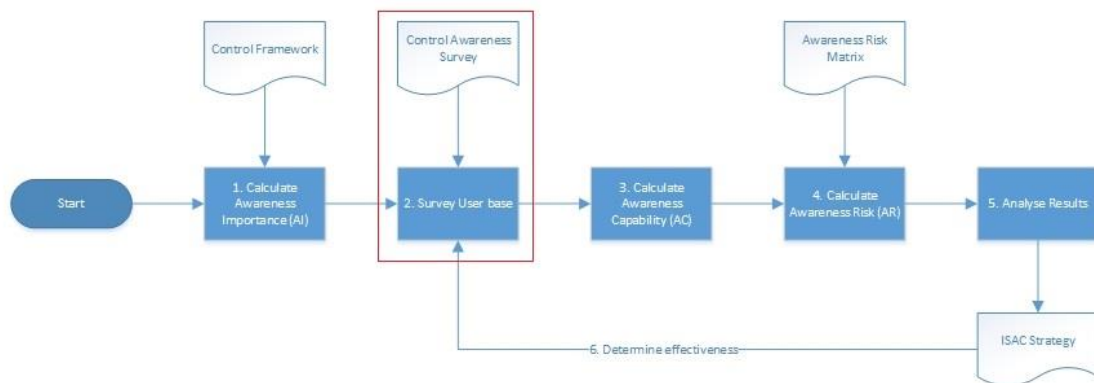 Control Framework
Control Awareness
Survey
Awareness Risk
Matrix
Start
1. Calculate
Awareness
Importance (AI)
2. Survey User base
3. Calculate
Awareness
Capability (AC)
4. Calculate
Awareness Risk (AR)
5. Analyse Results
6. Determine effectiveness
ISAC Strategy